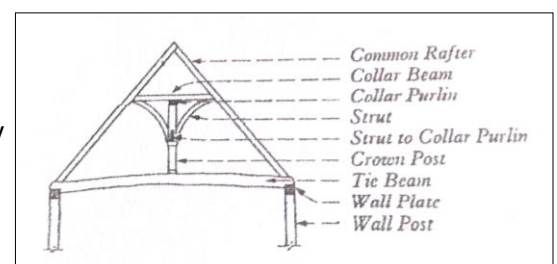 Common Rafter
Collar Beam
Collar Purlin
Strut
Strut to Collar Purlin
Crown Post
Tie Beam
Wall Plate
Wall Post